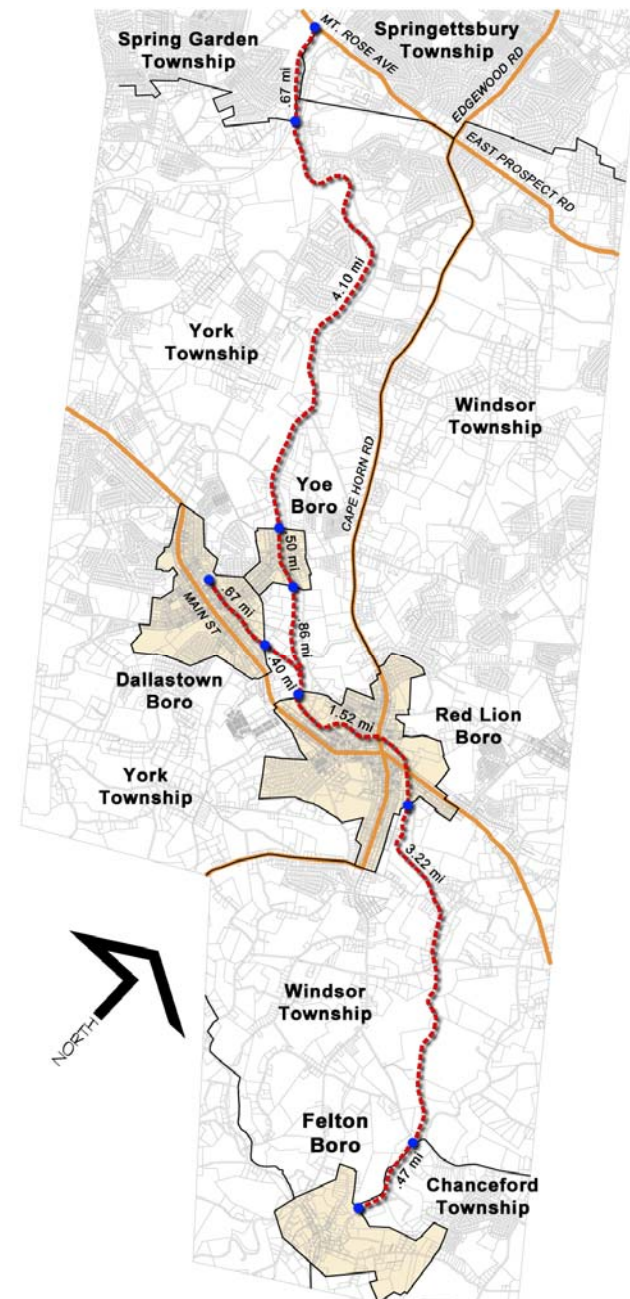 Spring Garden
Township
Springettsbury
Township
MT. ROSE AVE
EDGEWOOD RD
EAST PROSPECT RD
.67 mi
4.10 mi
York
Township
Windsor
Township
CAPE HORN RD
Yoe
Boro
.50 mi
.67 mi
MAIN ST
.86 mi
.40 mi
Dallastown
Boro
1.52 mi
Red Lion
Boro
York
Township
3.22 mi
NORTH
Windsor
Township
Felton
Boro
.47 mi
Chanceford
Township